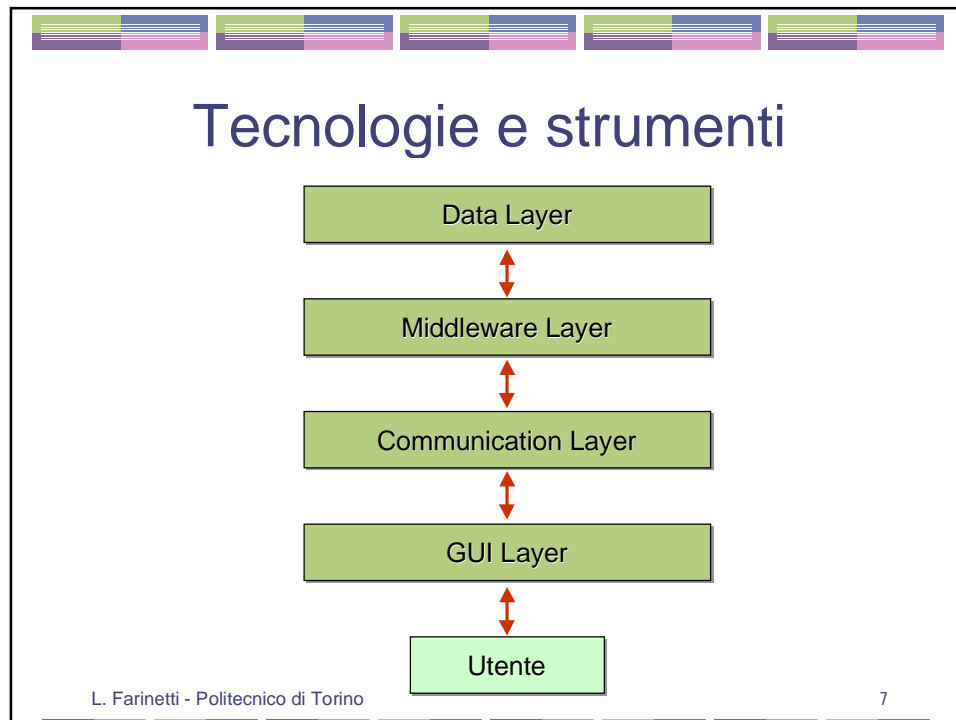 Tecnologie e strumenti
Data Layer
Middleware Layer
Communication Layer
GUI Layer
Utente
L. Farinetti - Politecnico di Torino
7